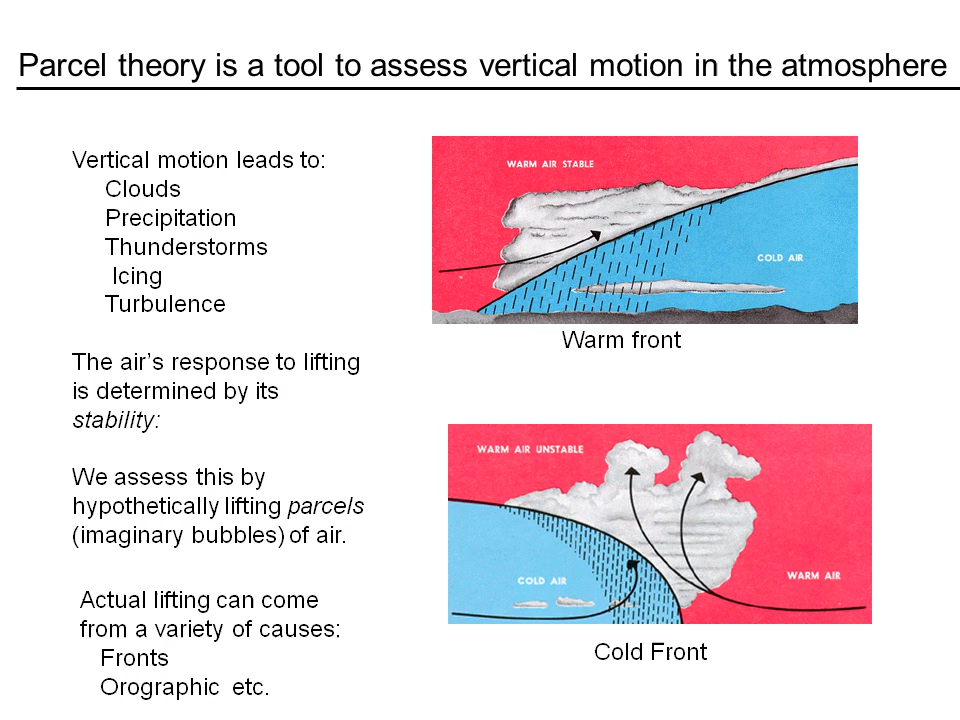 Parcel theory is a tool to assess vertical motion in the atmosphere
Vertical motion leads to:
Clouds
Precipitation
Thunderstorms
Icing
Turbulence
The air's response to lifting
is determined by its
stability:
We assess this by
hypothetically lifting parcels
(imaginary bubbles) of air.
Actual lifting can come
from a variety of causes:
Fronts
Orographic etc.
WARM AIR STABLE
COLD AIR
Warm front
WARM AIR UNSTABLE
COLD AIR
WARM AIR
Cold Front